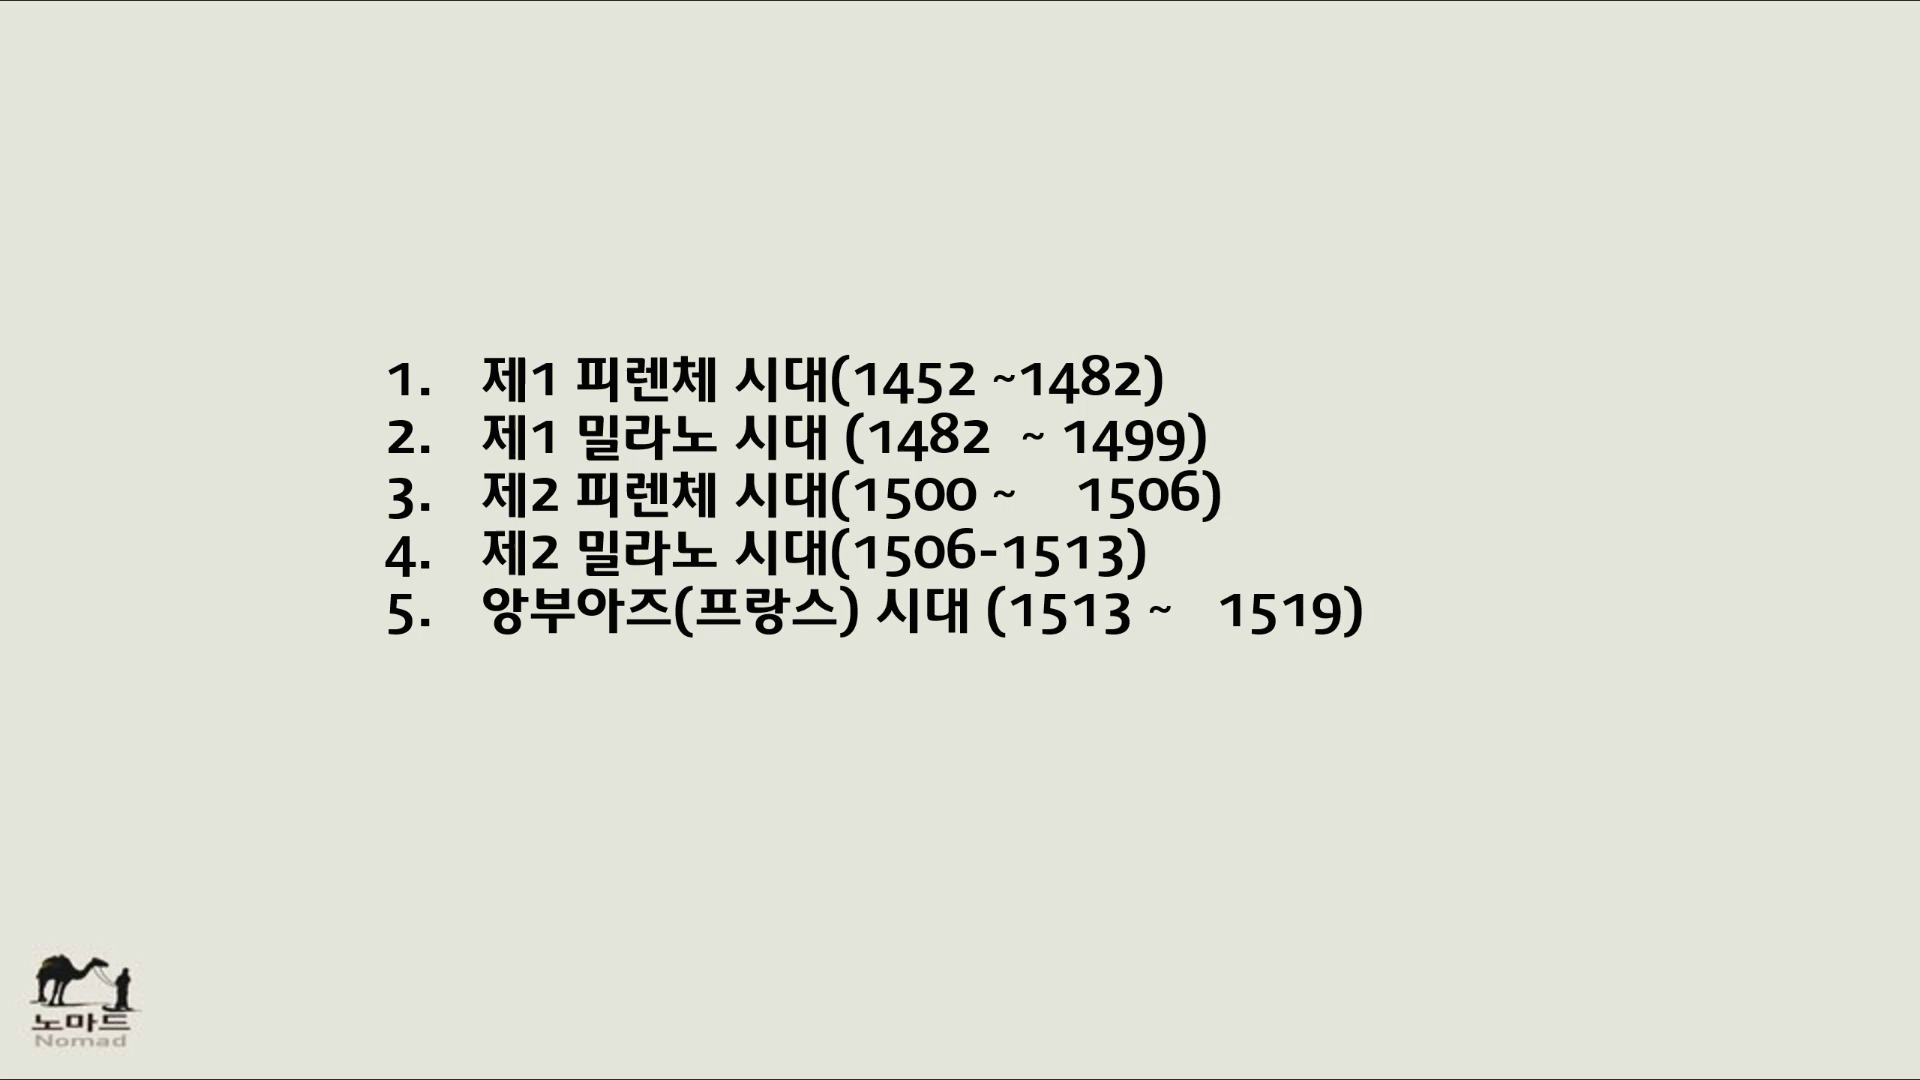 1. 제1 피렌체 시대(1452 ~1482)
2. 제1 밀라노 시대 (1482 ~ 1499)
3. 제2 피렌체 시대(1500 ~ 1506)
4. 제2 밀라노 시대(1506-1513)
5. 앙부아즈(프랑스) 시대 (1513 ~ 1519)
노마드
Nomad